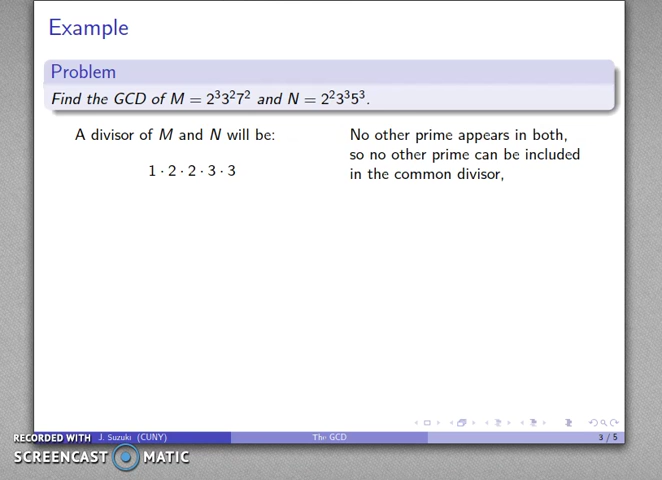 Example
Problem
Find the GCD of M = 2³3²7² and N = 2²3³5³.
A divisor of M and N will be:
1 · 2 · 2 · 3 · 3
No other prime appears in both,
so no other prime can be included
in the common divisor,
J. Suzuki (CUNY)
The GCD
3 / 5
RECORDED WITH
SCREENCAST MATIC